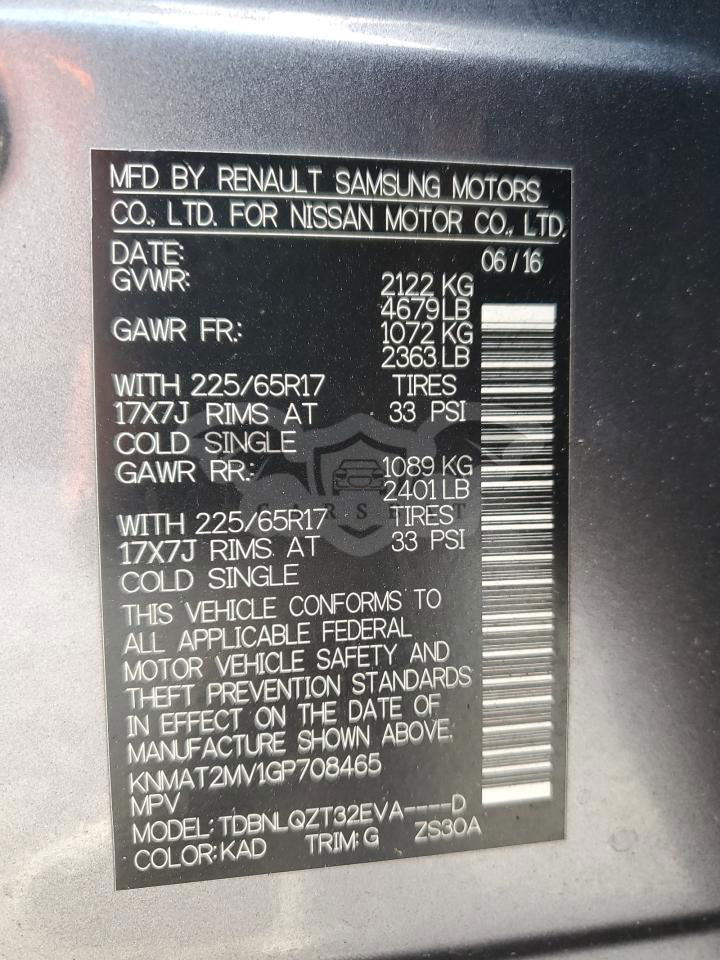 MFD BY RENAULT SAMSUNG MOTORS
CO., LTD. FOR NISSAN MOTOR CO., LTD.
DATE: 06/16
GVWR: 2122 KG
4679 LB
GAWR FR.: 1072 KG
2363 LB
WITH 225/65R17 TIRES
17X7J RIMS AT 33 PSI
COLD SINGLE
GAWR RR.: 1089 KG
2401 LB
WITH 225/65R17 TIRES
17X7J RIMS AT 33 PSI
COLD SINGLE
THIS VEHICLE CONFORMS TO
ALL APPLICABLE FEDERAL
MOTOR VEHICLE SAFETY AND
THEFT PREVENTION STANDARDS
IN EFFECT ON THE DATE OF
MANUFACTURE SHOWN ABOVE.
KNMAT2MV1GP708465
MPV
MODEL: TDBNLQZT32EVA----D
COLOR:KAD TRIM:G ZS30A